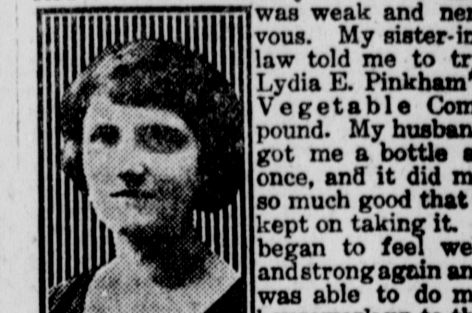 was weak and ner
vous. My sister-in
law told me to tr
Lydia E. Pinkham'
Vegetable Com
pound. My husban
got me a bottle a
once, and it did m
so much good that
kept on taking it.
began to feel we
and strong again an
was able to do m